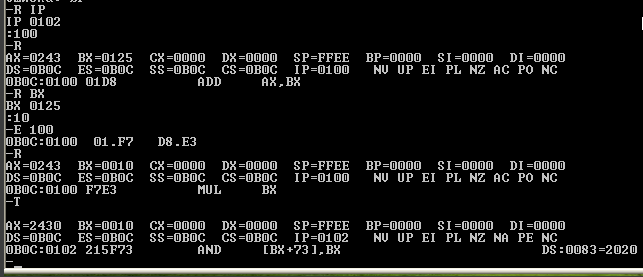 -R IP
IP 0102
:100
-R
AX=0243 BX=0125 CX=0000 DX=0000 SP=FFEE BP=0000 SI=0000 DI=0000
DS=0B0C ES=0B0C SS=0B0C CS=0B0C IP=0100 NV UP EI PL NZ AC PO NC
0B0C:0100 01D8 ADD AX,BX
-R BX
BX 0125
:10
-E 100
0B0C:0100 01.F7 D8.E3
-R
AX=0243 BX=0010 CX=0000 DX=0000 SP=FFEE BP=0000 SI=0000 DI=0000
DS=0B0C ES=0B0C SS=0B0C CS=0B0C IP=0100 NV UP EI PL NZ AC PO NC
0B0C:0100 F7E3 MUL BX
-T
AX=2430 BX=0010 CX=0000 DX=0000 SP=FFEE BP=0000 SI=0000 DI=0000
DS=0B0C ES=0B0C SS=0B0C CS=0B0C IP=0102 NV UP EI PL NZ NA PE NC
0B0C:0102 215F73 AND [BX+73],BX DS:0083=2020
-_